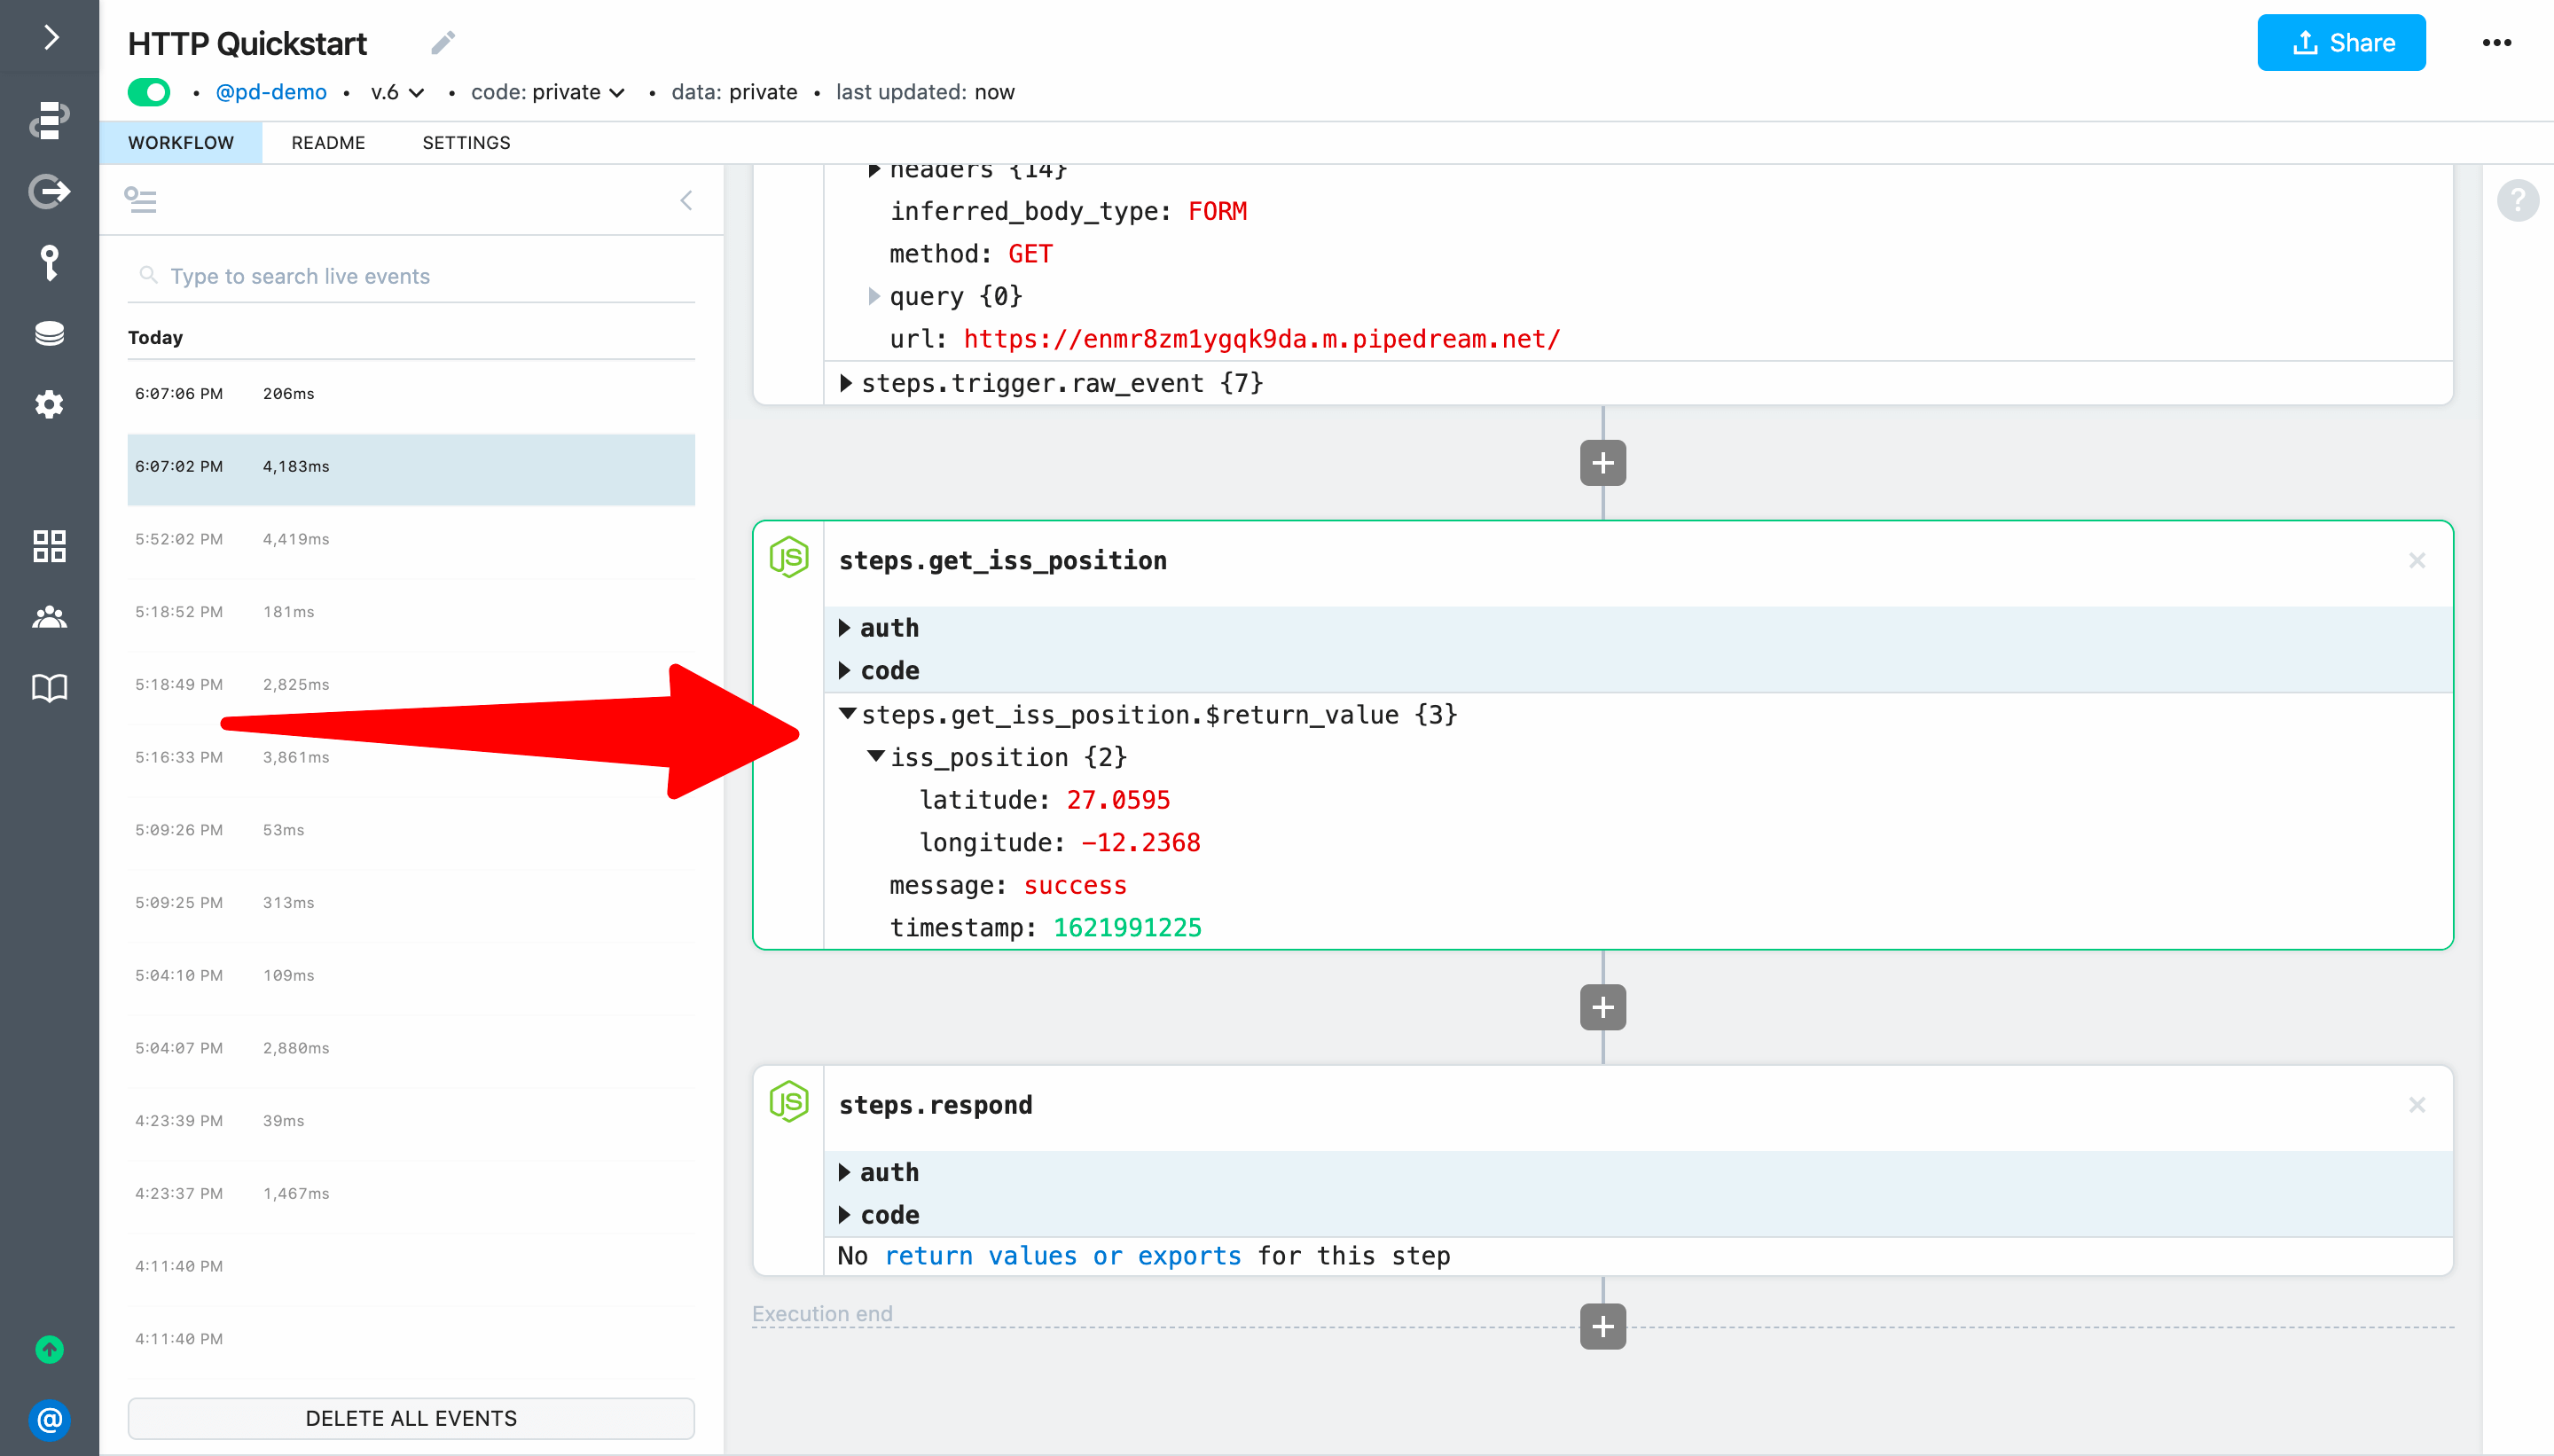 HTTP Quickstart
Share
•••
• @pd-demo • v.6 • code: private • data: private • last updated: now
WORKFLOW README SETTINGS
Type to search live events
Today
6:07:06 PM 206ms
6:07:02 PM 4,183ms
5:52:02 PM 4,419ms
5:18:52 PM 181ms
5:18:49 PM 2,825ms
5:16:33 PM 3,861ms
5:09:26 PM 53ms
5:09:25 PM 313ms
5:04:10 PM 109ms
5:04:07 PM 2,880ms
4:23:39 PM 39ms
4:23:37 PM 1,467ms
4:11:40 PM
4:11:40 PM
DELETE ALL EVENTS
@
headers {14}
inferred_body_type: FORM
method: GET
query {0}
url: https://enmr8zm1ygqk9da.m.pipedream.net/
steps.trigger.raw_event {7}
+
JS
steps.get_iss_position
×
auth
code
steps.get_iss_position.$return_value {3}
iss_position {2}
latitude: 27.0595
longitude: -12.2368
message: success
timestamp: 1621991225
+
JS
steps.respond
×
auth
code
No return values or exports for this step
Execution end
+
?